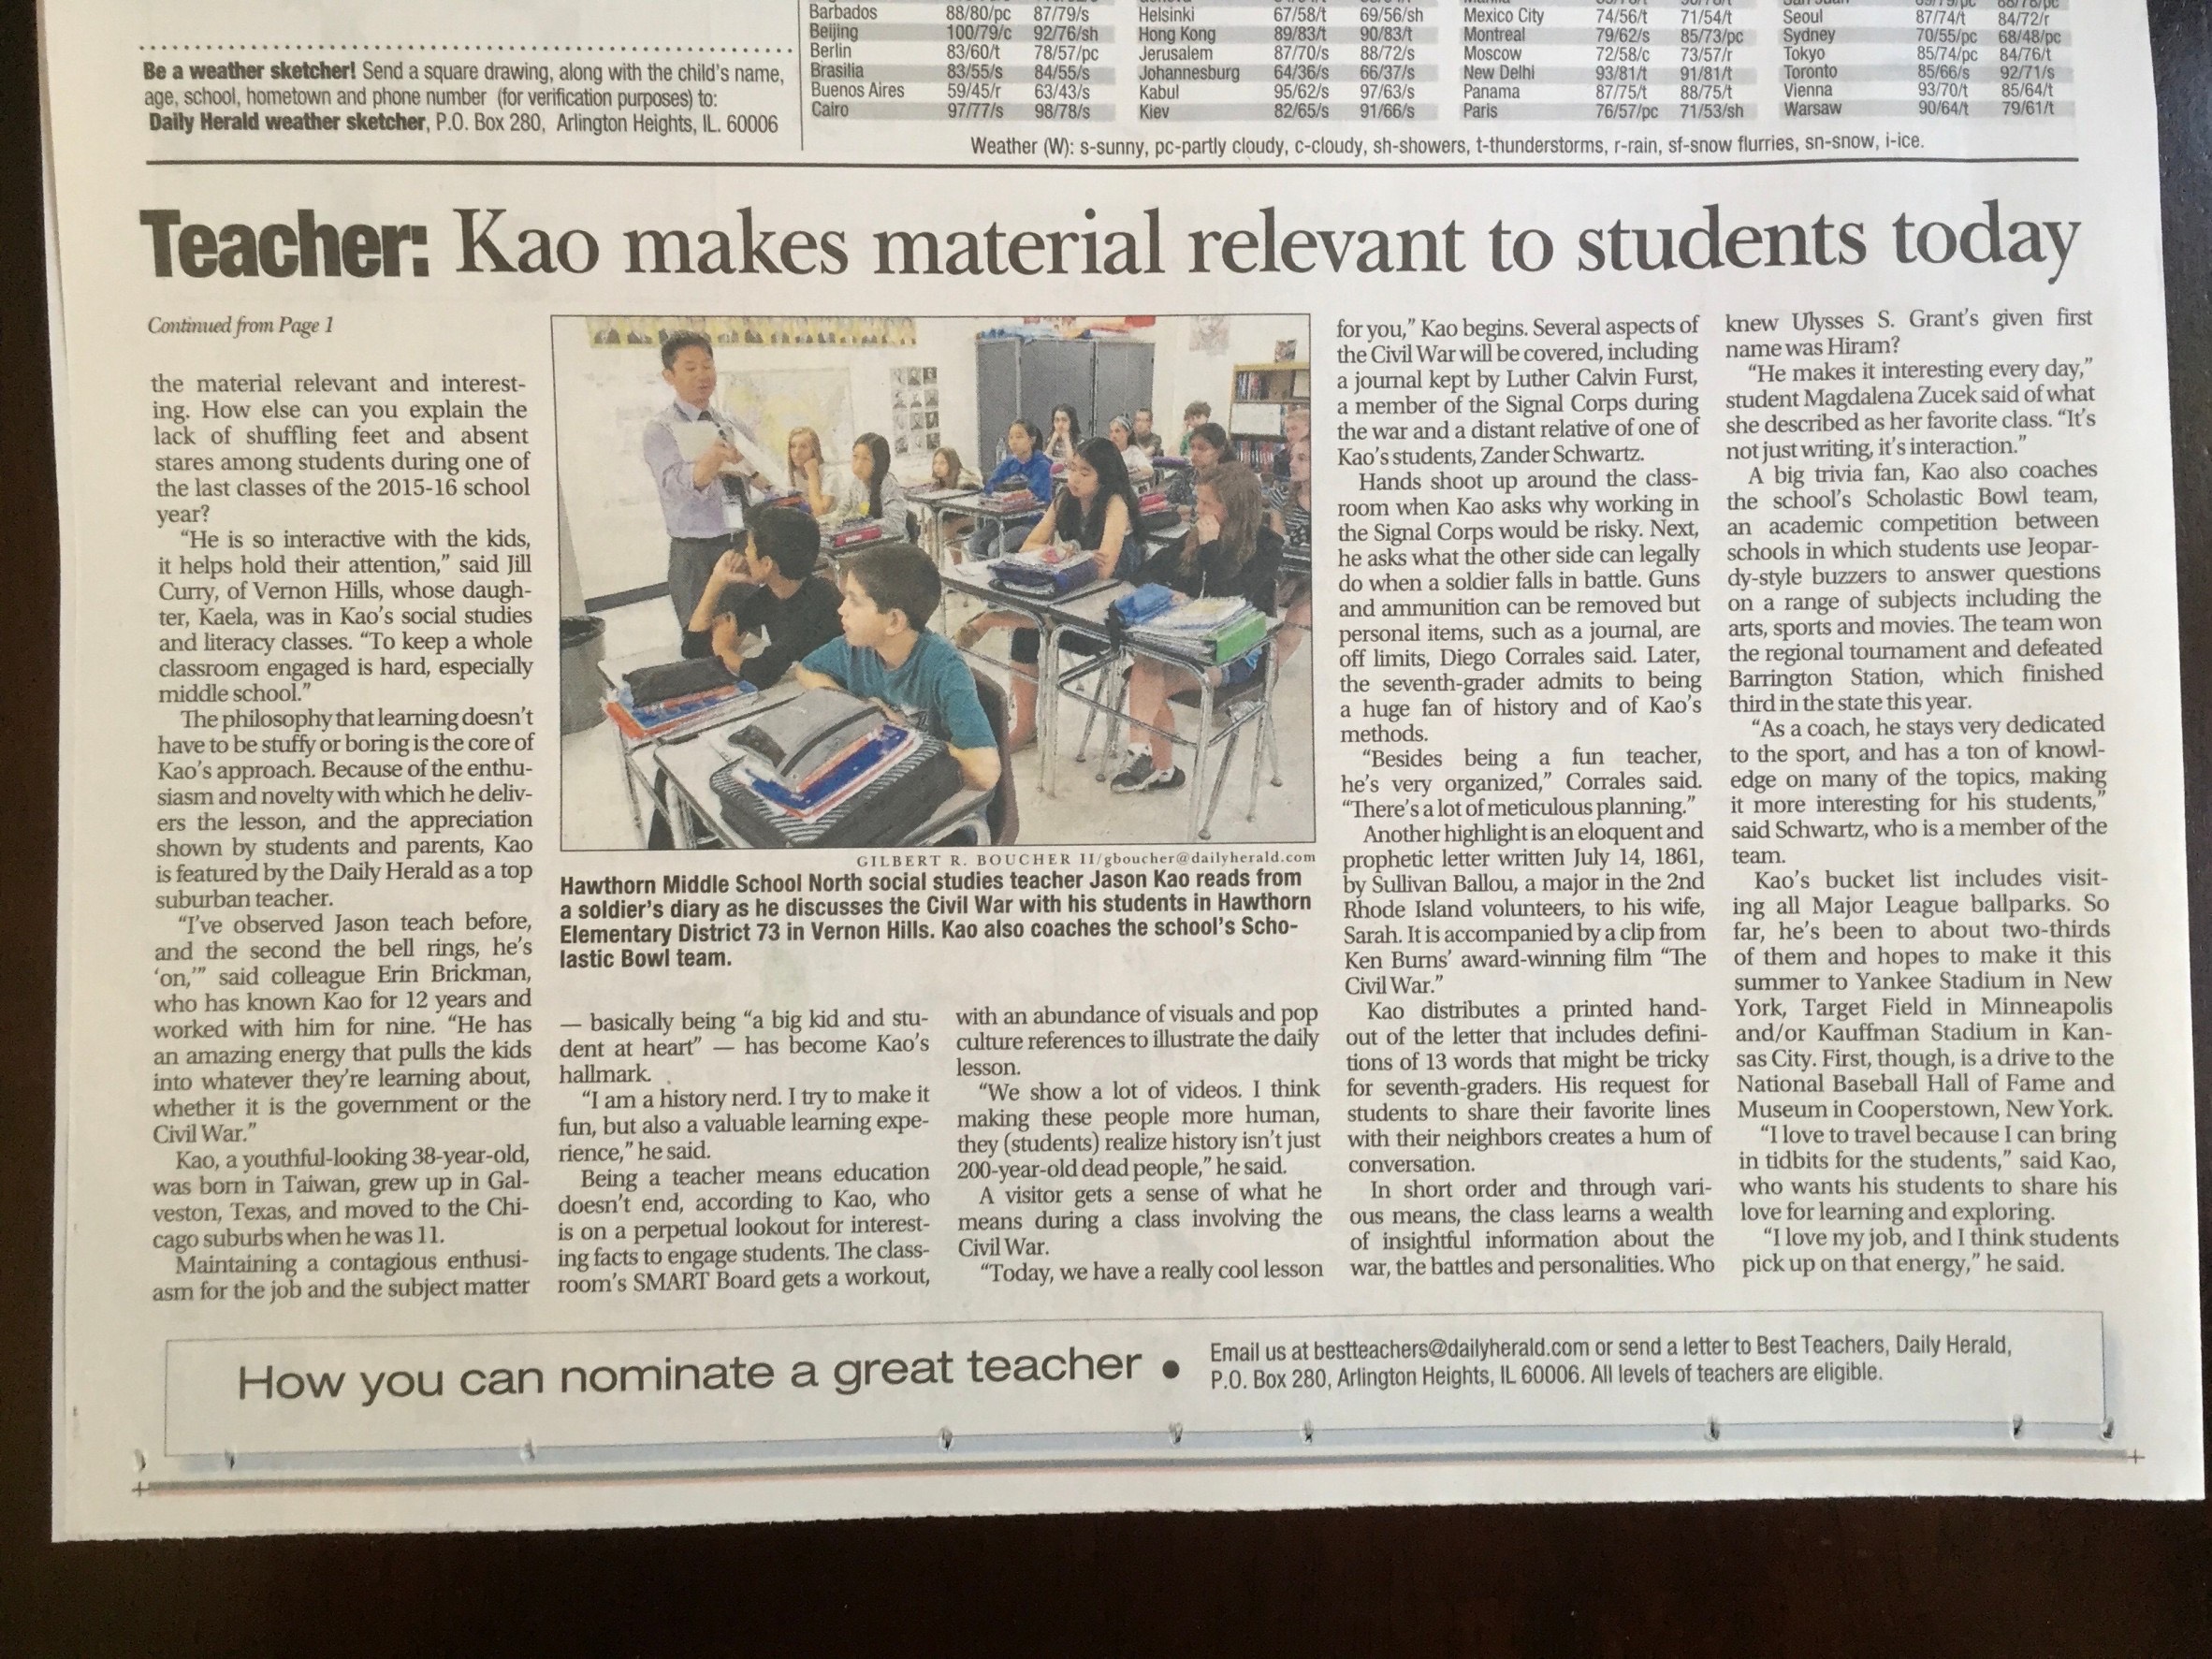 Barbados 88/80/pc 87/79/s
Beijing 100/79/c 92/76/sh
Berlin 83/60/t 78/57/pc
Brasilia 83/55/s 84/55/s
Buenos Aires 59/45/r 63/43/s
Cairo 97/77/s 98/78/s
Helsinki 67/58/t 69/56/sh
Hong Kong 89/83/t 90/83/t
Jerusalem 87/70/s 88/72/s
Johannesburg 64/36/s 66/37/s
Kabul 95/62/s 97/63/s
Kiev 82/65/s 91/66/s
Mexico City 74/56/t 71/54/t
Montreal 79/62/s 85/73/pc
Moscow 72/58/c 73/57/r
New Delhi 93/81/t 91/81/t
Panama 87/75/t 88/75/t
Paris 76/57/pc 71/53/sh
Seoul 87/74/t 84/72/r
Sydney 70/55/pc 68/48/pc
Tokyo 85/74/pc 84/76/t
Toronto 85/66/s 92/71/s
Vienna 93/70/t 85/64/t
Warsaw 90/64/t 79/61/t
Weather (W): s-sunny, pc-partly cloudy, c-cloudy, sh-showers, t-thunderstorms, r-rain, sf-snow flurries, sn-snow, i-ice.
Be a weather sketcher! Send a square drawing, along with the child's name,
age, school, hometown and phone number (for verification purposes) to:
Daily Herald weather sketcher, P.O. Box 280, Arlington Heights, IL. 60006
Teacher: Kao makes material relevant to students today
Continued from Page 1
the material relevant and interest-
ing. How else can you explain the
lack of shuffling feet and absent
stares among students during one of
the last classes of the 2015-16 school
year?
"He is so interactive with the kids,
it helps hold their attention," said Jill
Curry, of Vernon Hills, whose daugh-
ter, Kaela, was in Kao's social studies
and literacy classes. "To keep a whole
classroom engaged is hard, especially
middle school."
The philosophy that learning doesn't
have to be stuffy or boring is the core of
Kao's approach. Because of the enthu-
siasm and novelty with which he deliv-
ers the lesson, and the appreciation
shown by students and parents, Kao
is featured by the Daily Herald as a top
suburban teacher.
"I've observed Jason teach before,
and the second the bell rings, he's
'on,'" said colleague Erin Brickman,
who has known Kao for 12 years and
worked with him for nine. "He has
an amazing energy that pulls the kids
into whatever they're learning about,
whether it is the government or the
Civil War."
Kao, a youthful-looking 38-year-old,
was born in Taiwan, grew up in Gal-
veston, Texas, and moved to the Chi-
cago suburbs when he was 11.
Maintaining a contagious enthusi-
asm for the job and the subject matter
GILBERT R. BOUCHER II/gboucher@dailyherald.com
Hawthorn Middle School North social studies teacher Jason Kao reads from
a soldier's diary as he discusses the Civil War with his students in Hawthorn
Elementary District 73 in Vernon Hills. Kao also coaches the school's Scho-
lastic Bowl team.
— basically being "a big kid and stu-
dent at heart" — has become Kao's
hallmark.
"I am a history nerd. I try to make it
fun, but also a valuable learning expe-
rience," he said.
Being a teacher means education
doesn't end, according to Kao, who
is on a perpetual lookout for interest-
ing facts to engage students. The class-
room's SMART Board gets a workout,
with an abundance of visuals and pop
culture references to illustrate the daily
lesson.
"We show a lot of videos. I think
making these people more human,
they (students) realize history isn't just
200-year-old dead people," he said.
A visitor gets a sense of what he
means during a class involving the
Civil War.
"Today, we have a really cool lesson
for you," Kao begins. Several aspects of
the Civil War will be covered, including
a journal kept by Luther Calvin Furst,
a member of the Signal Corps during
the war and a distant relative of one of
Kao's students, Zander Schwartz.
Hands shoot up around the class-
room when Kao asks why working in
the Signal Corps would be risky. Next,
he asks what the other side can legally
do when a soldier falls in battle. Guns
and ammunition can be removed but
personal items, such as a journal, are
off limits, Diego Corrales said. Later,
the seventh-grader admits to being
a huge fan of history and of Kao's
methods.
"Besides being a fun teacher,
he's very organized," Corrales said.
"There's a lot of meticulous planning."
Another highlight is an eloquent and
prophetic letter written July 14, 1861,
by Sullivan Ballou, a major in the 2nd
Rhode Island volunteers, to his wife,
Sarah. It is accompanied by a clip from
Ken Burns' award-winning film "The
Civil War."
Kao distributes a printed hand-
out of the letter that includes defini-
tions of 13 words that might be tricky
for seventh-graders. His request for
students to share their favorite lines
with their neighbors creates a hum of
conversation.
In short order and through vari-
ous means, the class learns a wealth
of insightful information about the
war, the battles and personalities. Who
knew Ulysses S. Grant's given first
name was Hiram?
"He makes it interesting every day,"
student Magdalena Zucek said of what
she described as her favorite class. "It's
not just writing, it's interaction."
A big trivia fan, Kao also coaches
the school's Scholastic Bowl team,
an academic competition between
schools in which students use Jeopar-
dy-style buzzers to answer questions
on a range of subjects including the
arts, sports and movies. The team won
the regional tournament and defeated
Barrington Station, which finished
third in the state this year.
"As a coach, he stays very dedicated
to the sport, and has a ton of knowl-
edge on many of the topics, making
it more interesting for his students,"
said Schwartz, who is a member of the
team.
Kao's bucket list includes visit-
ing all Major League ballparks. So
far, he's been to about two-thirds
of them and hopes to make it this
summer to Yankee Stadium in New
York, Target Field in Minneapolis
and/or Kauffman Stadium in Kan-
sas City. First, though, is a drive to the
National Baseball Hall of Fame and
Museum in Cooperstown, New York.
"I love to travel because I can bring
in tidbits for the students," said Kao,
who wants his students to share his
love for learning and exploring.
"I love my job, and I think students
pick up on that energy," he said.
How you can nominate a great teacher •
Email us at bestteachers@dailyherald.com or send a letter to Best Teachers, Daily Herald,
P.O. Box 280, Arlington Heights, IL 60006. All levels of teachers are eligible.